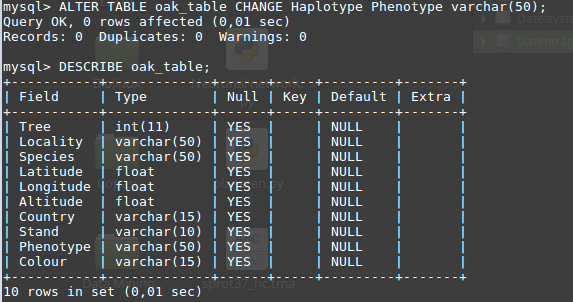 mysql> ALTER TABLE oak_table CHANGE Haplotype Phenotype varchar(50);
Query OK, 0 rows affected (0,01 sec)
Records: 0  Duplicates: 0  Warnings: 0
mysql> DESCRIBE oak_table;
+-----------+-------------+------+-----+---------+-------+
| Field     | Type        | Null | Key | Default | Extra |
+-----------+-------------+------+-----+---------+-------+
| Tree      | int(11)     | YES  |     | NULL    |       |
| Locality  | varchar(50) | YES  |     | NULL    |       |
| Species   | varchar(50) | YES  |     | NULL    |       |
| Latitude  | float       | YES  |     | NULL    |       |
| Longitude | float       | YES  |     | NULL    |       |
| Altitude  | float       | YES  |     | NULL    |       |
| Country   | varchar(15) | YES  |     | NULL    |       |
| Stand     | varchar(10) | YES  |     | NULL    |       |
| Phenotype | varchar(50) | YES  |     | NULL    |       |
| Colour    | varchar(15) | YES  |     | NULL    |       |
+-----------+-------------+------+-----+---------+-------+
10 rows in set (0,01 sec)
Dateisystem
Datenträg
sprot37_hc.tma